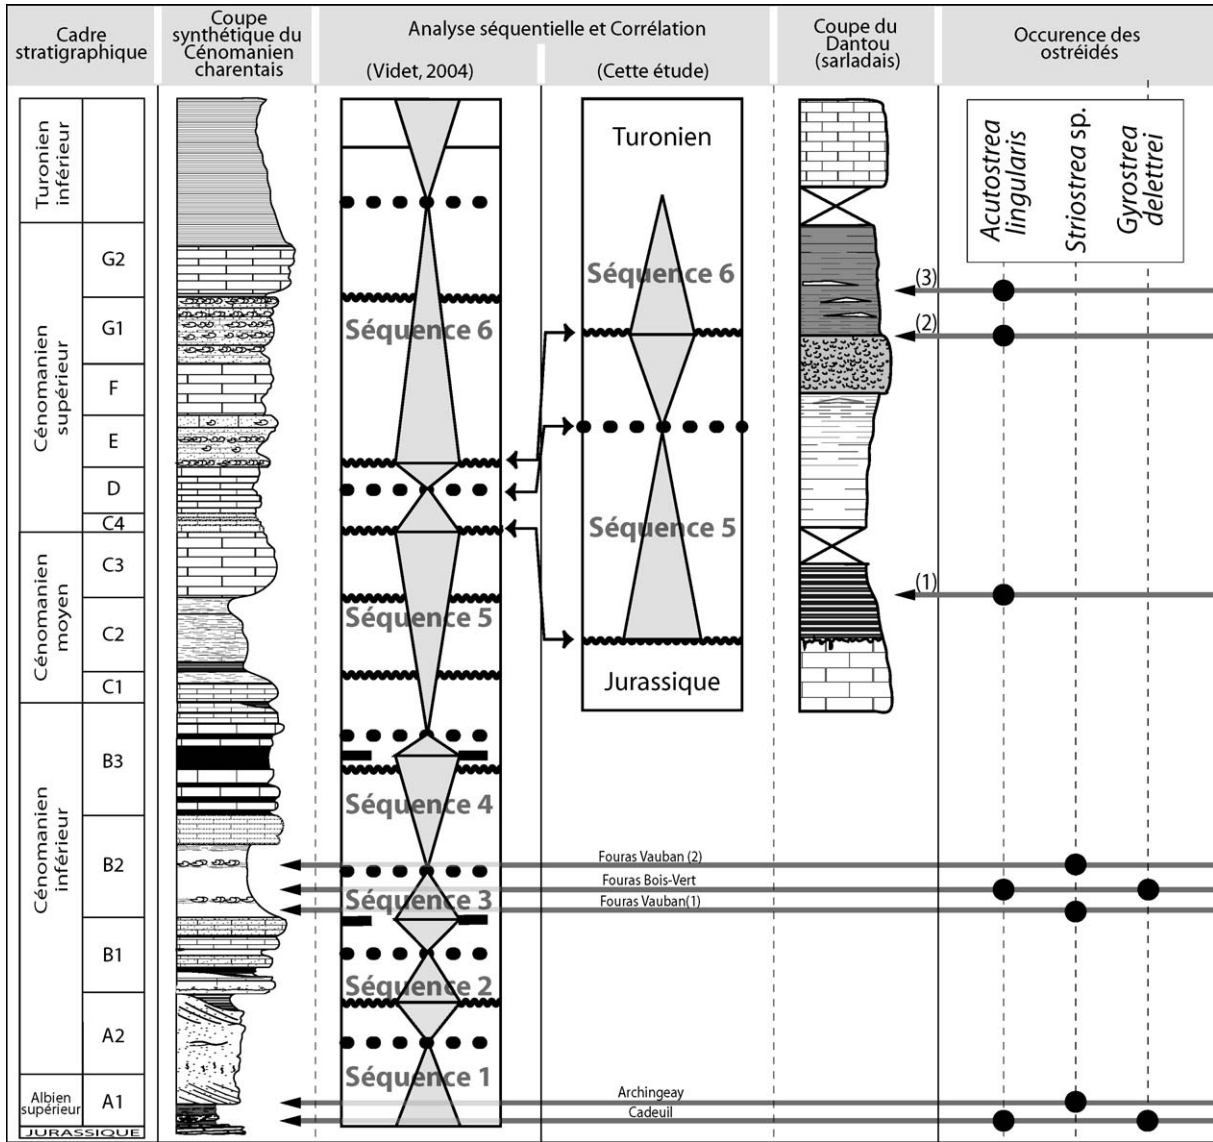 Cadre
stratigraphique
Coupe
synthétique du
Cénomanien
charentais
Analyse séquentielle et Corrélation
(Videt, 2004)
(Cette étude)
Coupe du
Dantou
(sarladais)
Occurence des
ostréidés
Turonien
inférieur
Cénomanien
supérieur
G2
G1
F
E
D
C4
Cénomanien
moyen
C3
C2
C1
Cénomanien
inférieur
B3
B2
B1
A2
Albien
supérieur
A1
JURASSIQUE
Séquence 6
Séquence 5
Séquence 4
Séquence 3
Séquence 2
Séquence 1
Turonien
Séquence 6
Séquence 5
Jurassique
Acutostrea
lingularis
Striostrea sp.
Gyrostrea
delettrei
(3)
(2)
(1)
Fouras Vauban (2)
Fouras Bois-Vert
Fouras Vauban(1)
Archingeay
Cadeuil